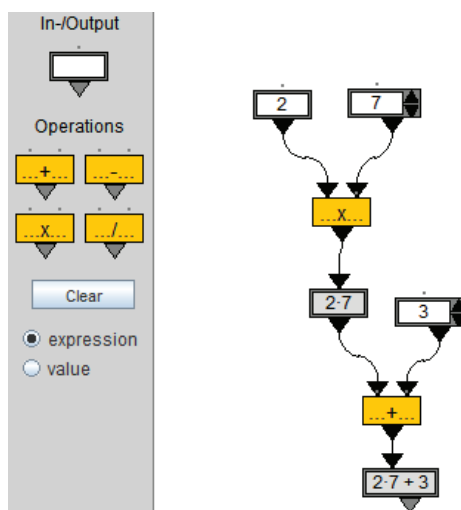 In-/Output
Operations
...+...
...-...
...x...
.../...
Clear
expression
value
2
7
...x...
2·7
3
...+...
2·7 + 3